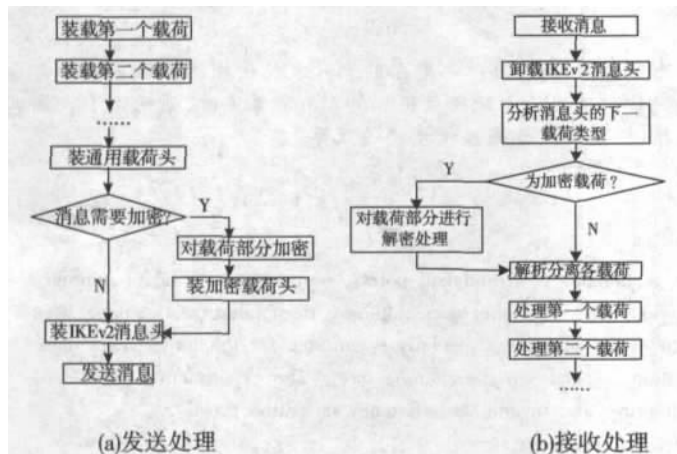 装载第一个载荷
装载第二个载荷
……
装通用载荷头
消息需要加密?
Y
N
对载荷部分加密
装加密载荷头
装IKEv2消息头
发送消息
(a)发送处理
接收消息
卸载IKEv2消息头
分析消息头的下一
载荷类型
为加密载荷?
Y
N
对载荷部分进行
解密处理
解析分离各载荷
处理第一个载荷
处理第二个载荷
……
(b)接收处理